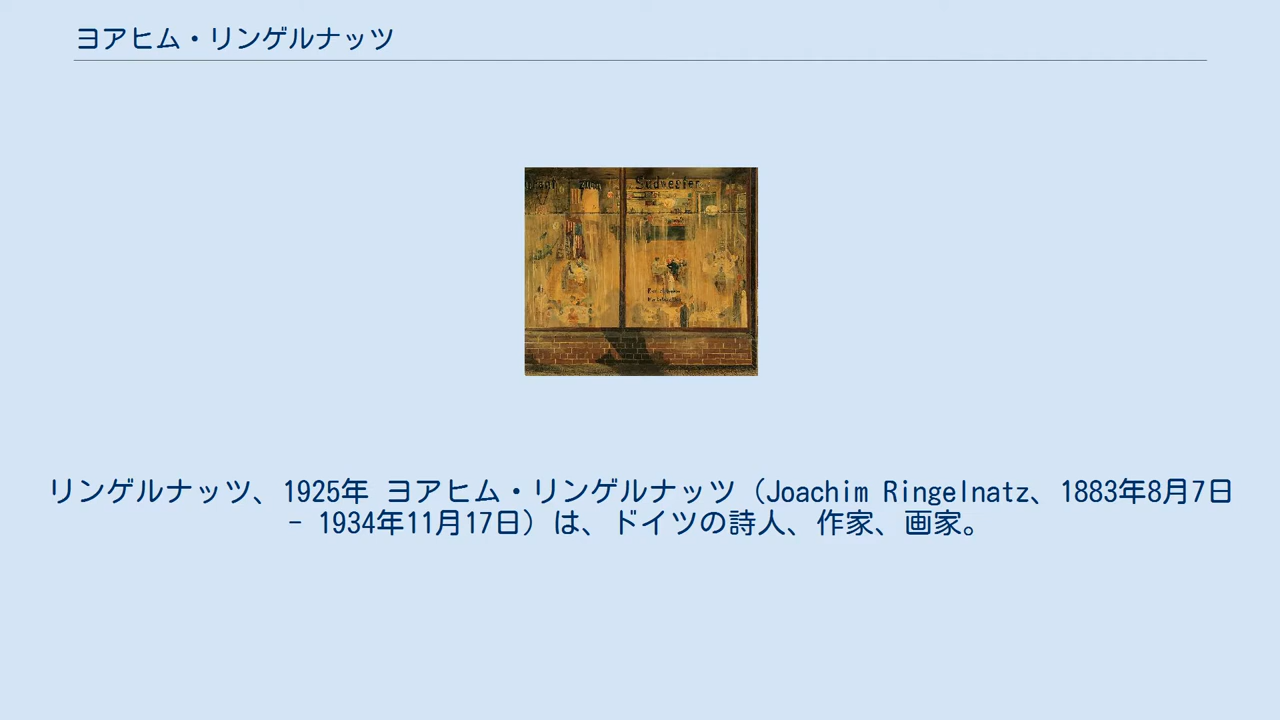 ヨアヒム・リンゲルナッツ
Südwester
リンゲルナッツ、1925年 ヨアヒム・リンゲルナッツ（Joachim Ringelnatz、1883年8月7日
- 1934年11月17日）は、ドイツの詩人、作家、画家。